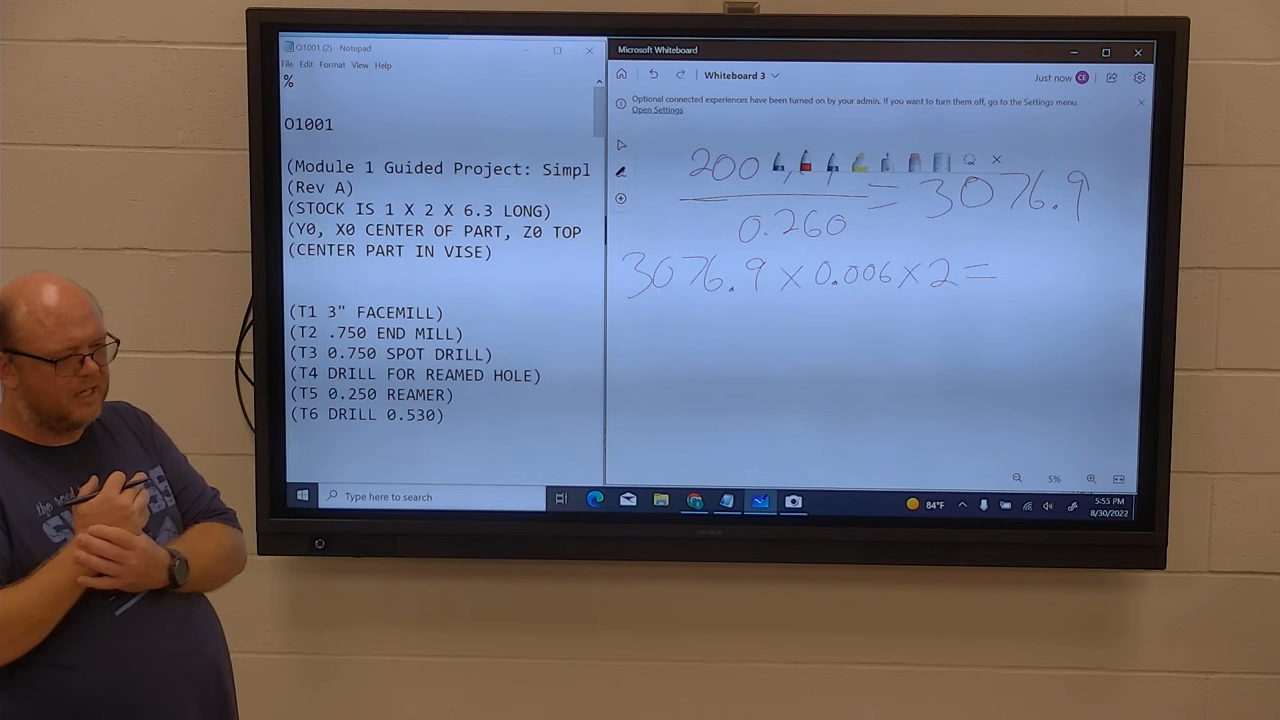 O1001 (2) - Notepad
File Edit Format View Help
%
O1001
(Module 1 Guided Project: Simpl
(Rev A)
(STOCK IS 1 X 2 X 6.3 LONG)
(Y0, X0 CENTER OF PART, Z0 TOP
(CENTER PART IN VISE)
(T1 3" FACEMILL)
(T2 .750 END MILL)
(T3 0.750 SPOT DRILL)
(T4 DRILL FOR REAMED HOLE)
(T5 0.250 REAMER)
(T6 DRILL 0.530)
Microsoft Whiteboard
Whiteboard 3
Just now CE
Optional connected experiences have been turned on by your admin. If you want to turn them off, go to the Settings menu.
Open Settings
200
0.260
= 3076.9
3076.9 x 0.006 x 2 =
5%
Type here to search
84°F
5:55 PM
8/30/2022